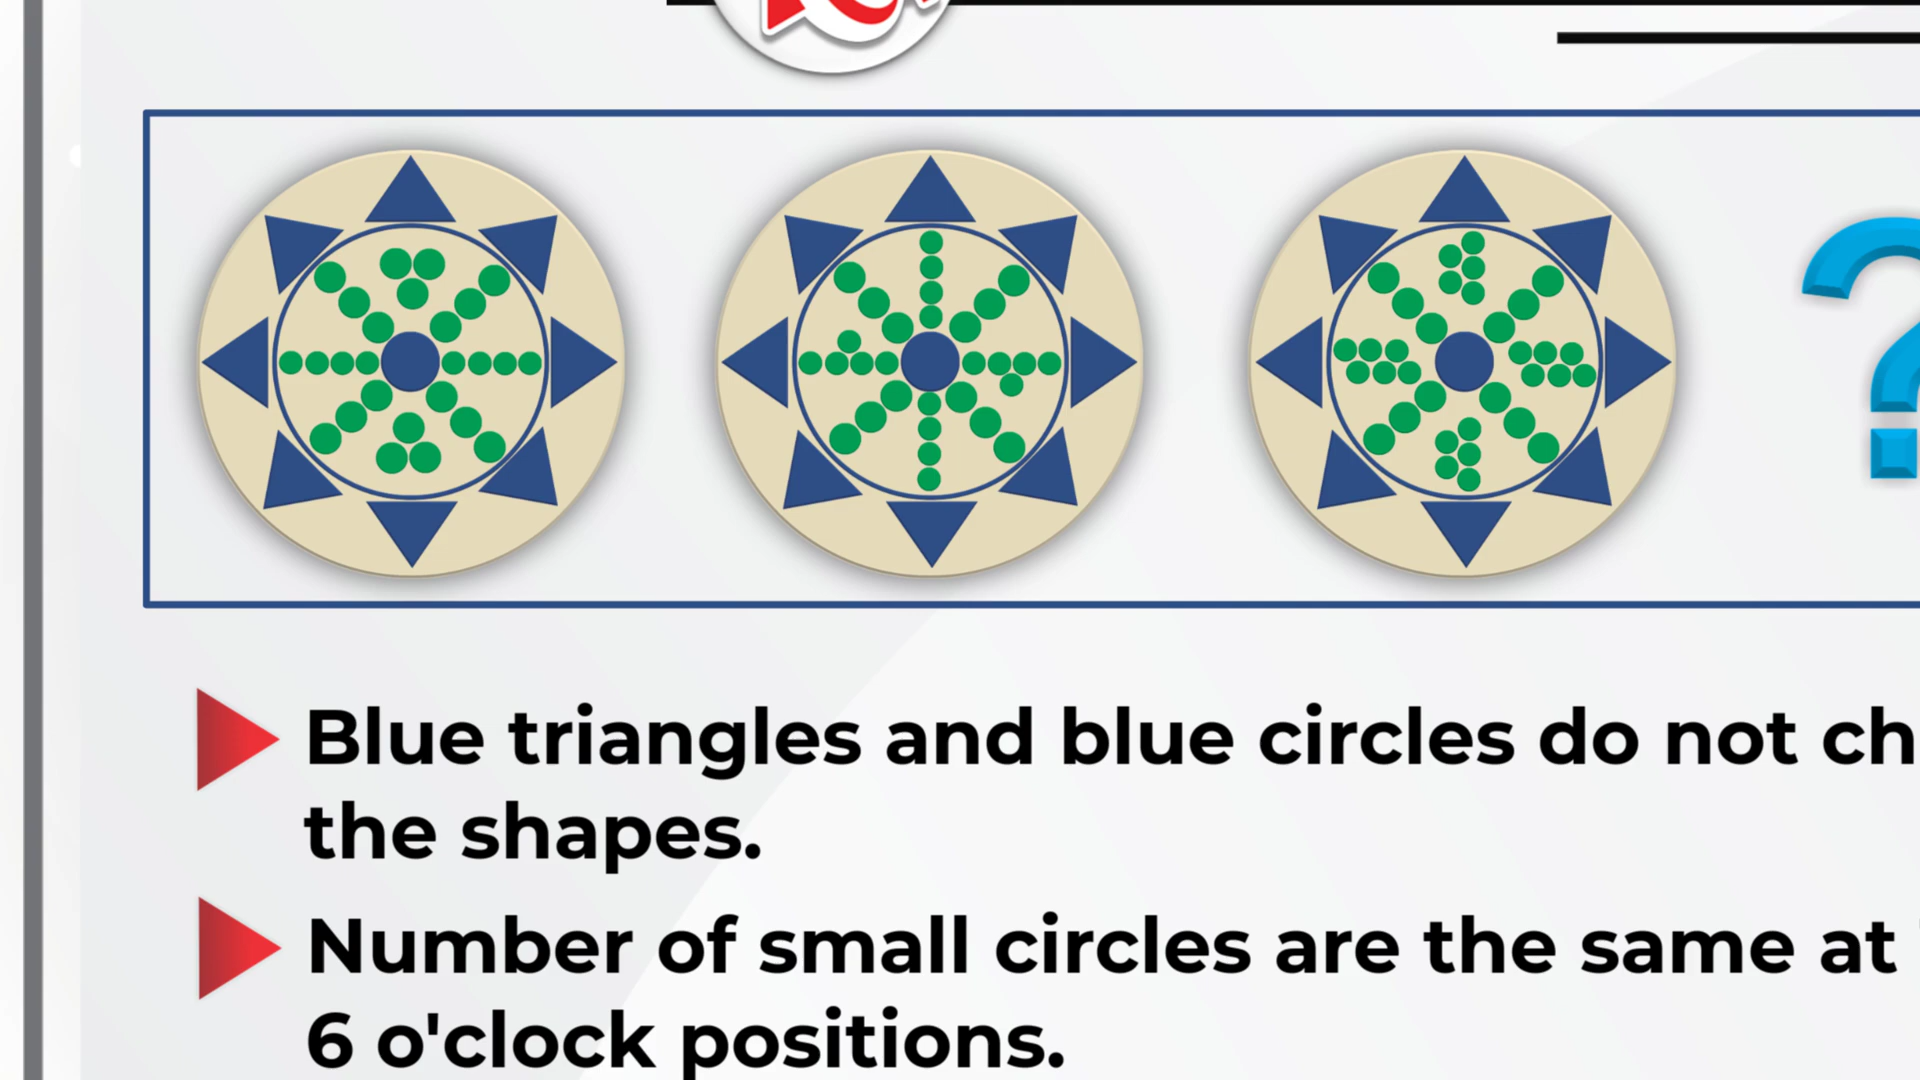 ?
Blue triangles and blue circles do not
the shapes.
Number of small circles are the same at
6 o'clock positions.